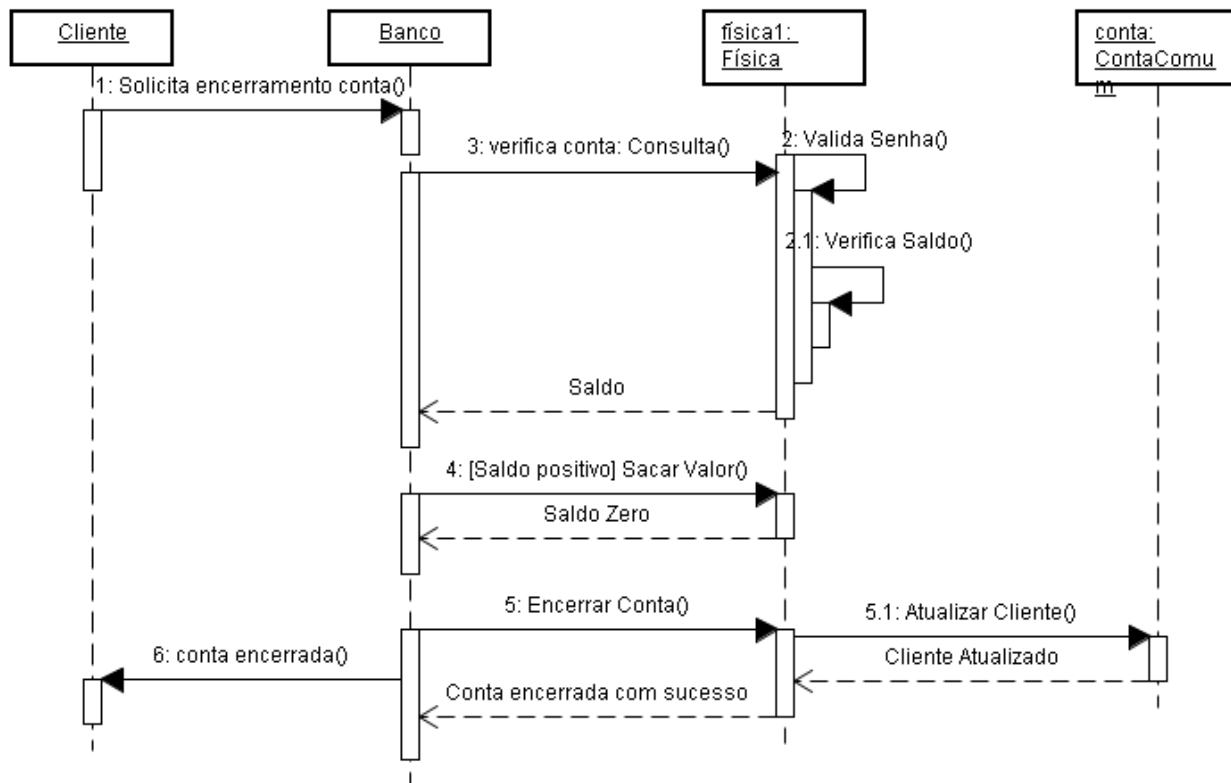 Cliente
Banco
física1:
Física
conta:
ContaComu
m
1: Solicita encerramento conta()
3: verifica conta: Consulta()
2: Valida Senha()
2.1: Verifica Saldo()
Saldo
4: [Saldo positivo] Sacar Valor()
Saldo Zero
5: Encerrar Conta()
5.1: Atualizar Cliente()
6: conta encerrada()
Cliente Atualizado
Conta encerrada com sucesso